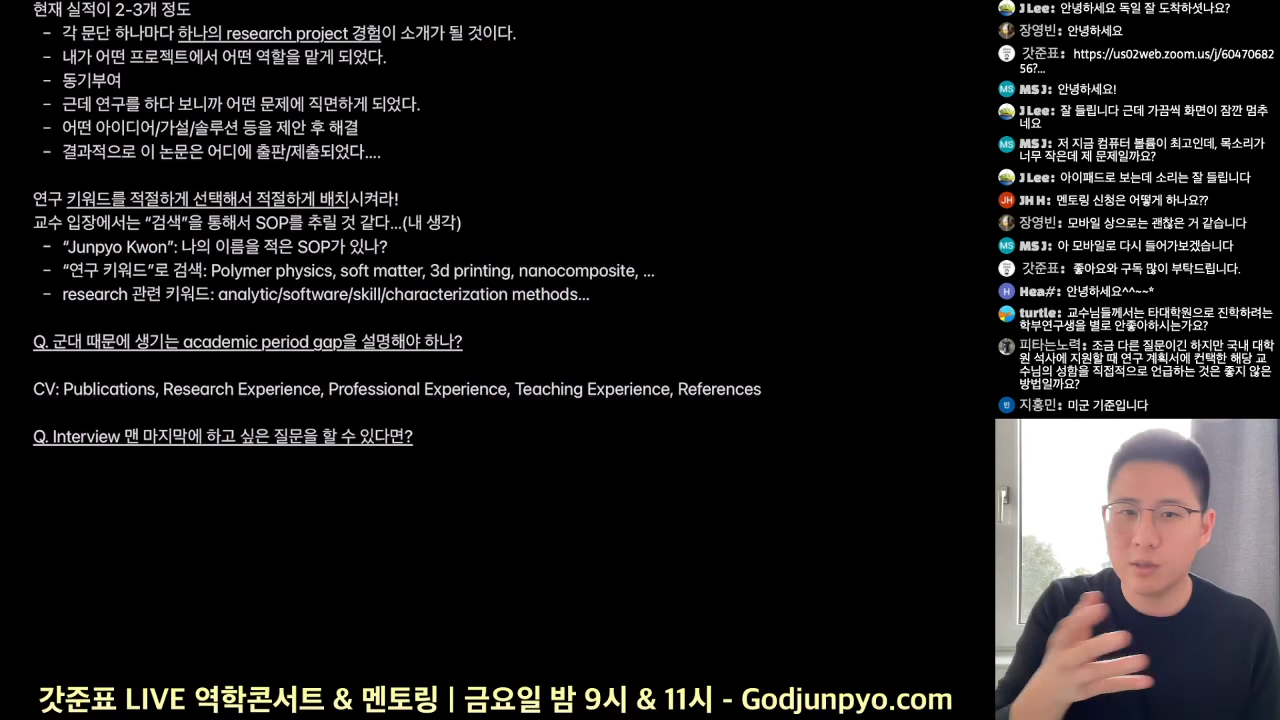 현재 실적이 2-3개 정도
- 각 문단 하나마다 하나의 research project 경험이 소개가 될 것이다.
- 내가 어떤 프로젝트에서 어떤 역할을 맡게 되었다.
- 동기부여
- 근데 연구를 하다 보니까 어떤 문제에 직면하게 되었다.
- 어떤 아이디어/가설/솔루션 등을 제안 후 해결
- 결과적으로 이 논문은 어디에 출판/제출되었다....
연구 키워드를 적절하게 선택해서 적절하게 배치시켜라!
교수 입장에서는 “검색”을 통해서 SOP를 추릴 것 같다...(내 생각)
- “Junpyo Kwon”: 나의 이름을 적은 SOP가 있나?
- “연구 키워드”로 검색: Polymer physics, soft matter, 3d printing, nanocomposite, ...
- research 관련 키워드: analytic/software/skill/characterization methods...
Q. 군대 때문에 생기는 academic period gap을 설명해야 하나?
CV: Publications, Research Experience, Professional Experience, Teaching Experience, References
Q. Interview 맨 마지막에 하고 싶은 질문을 할 수 있다면?
J Lee: 안녕하세요 독일 잘 도착하셧나요?
장영빈: 안녕하세요
갓준표: https://us02web.zoom.us/j/60470682
56?...
MS MS J: 안녕하세요!
J Lee: 잘 들립니다 근데 가끔씩 화면이 잠깐 멈추
네요
MS MS J: 저 지금 컴퓨터 볼륨이 최고인데, 목소리가
너무 작은데 제 문제일까요?
J Lee: 아이패드로 보는데 소리는 잘 들립니다
JH JH H: 멘토링 신청은 어떻게 하나요??
장영빈: 모바일 상으로는 괜찮은 거 같습니다
MS MS J: 아 모바일로 다시 들어가보겠습니다
갓준표: 좋아요와 구독 많이 부탁드립니다.
H Hea#: 안녕하세요^^~~*
turtle: 교수님들께서는 타대학원으로 진학하려는
학부연구생을 별로 안좋아하시는가요?
피타는노력: 조금 다른 질문이긴 하지만 국내 대학
원 석사에 지원할 때 연구 계획서에 컨택한 해당 교
수님의 성함을 직접적으로 언급하는 것은 좋지 않은
방법일까요?
민 지홍민: 미군 기준입니다
갓준표 LIVE 역학콘서트 & 멘토링 | 금요일 밤 9시 & 11시 - Godjunpyo.com